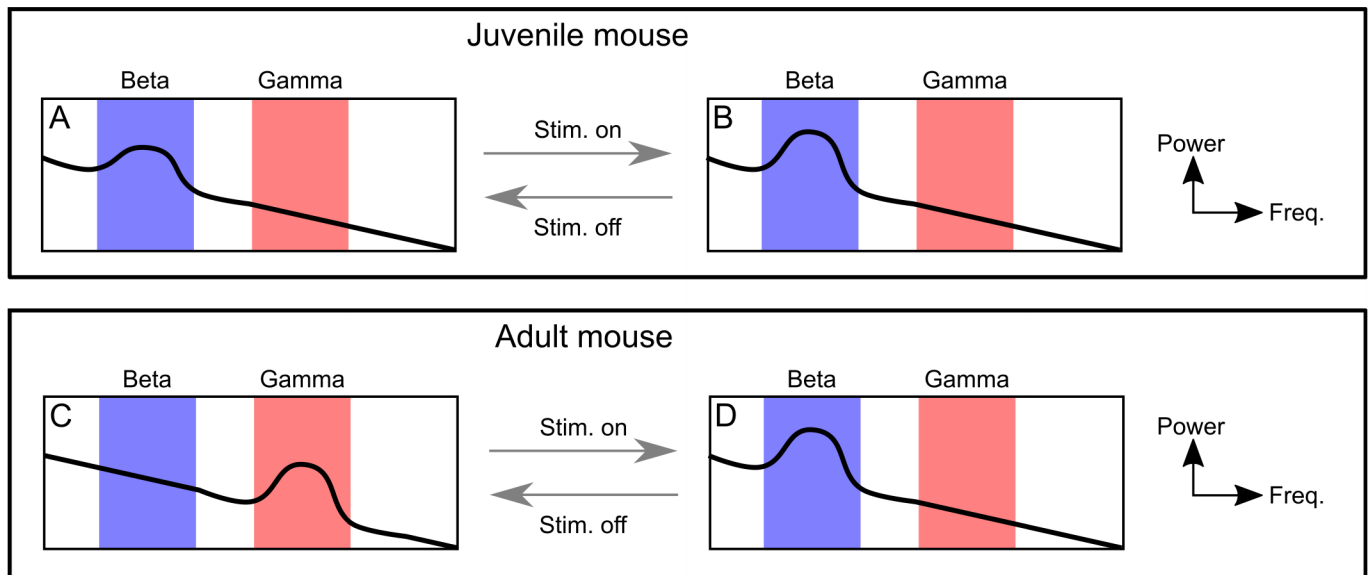 Juvenile mouse
Beta Gamma
A
Stim. on
Stim. off
Beta Gamma
B
Power
Freq.
Adult mouse
Beta Gamma
C
Stim. on
Stim. off
Beta Gamma
D
Power
Freq.